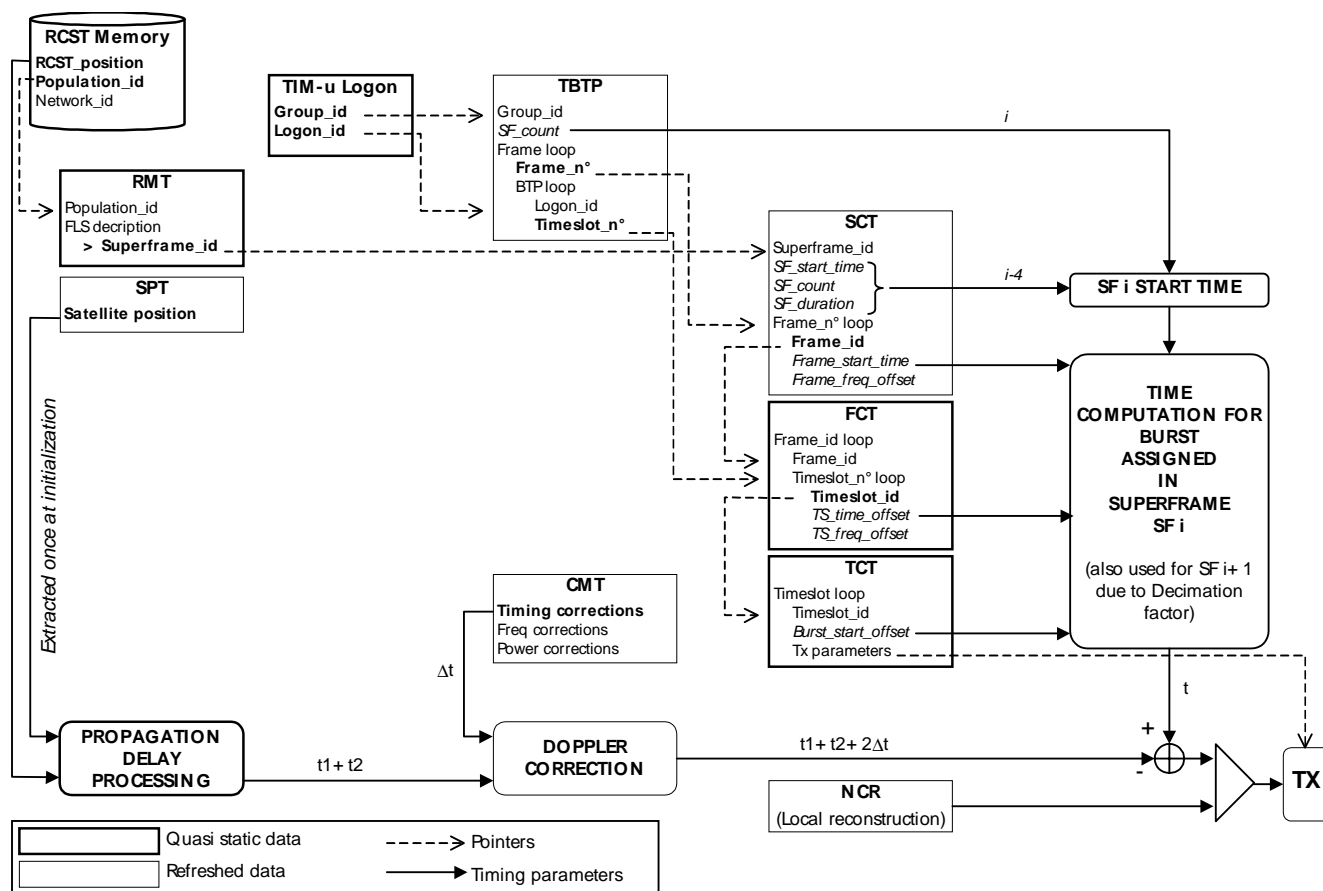 RCST Memory
RCST_position
Population_id
Network_id
TIM-u Logon
Group_id
Logon_id
TBTP
Group_id
SF_count
Frame loop
Frame_n°
BTP loop
Logon_id
Timeslot_n°
i
RMT
Population_id
FLS decription
> Superframe_id
SPT
Satellite position
SCT
Superframe_id
SF_start_time
SF_count
SF_duration
Frame_n° loop
Frame_id
Frame_start_time
Frame_freq_offset
i-4
SF i START TIME
FCT
Frame_id loop
Frame_id
Timeslot_n° loop
Timeslot_id
TS_time_offset
TS_freq_offset
TIME
COMPUTATION FOR
BURST
ASSIGNED
IN
SUPERFRAME
SF i
(also used for SF i+ 1
due to Decimation
factor)
Extracted once at initialization
CMT
Timing corrections
Freq corrections
Power corrections
TCT
Timeslot loop
Timeslot_id
Burst_start_offset
Tx parameters
Δt
t
PROPAGATION
DELAY
PROCESSING
t1+ t2
DOPPLER
CORRECTION
t1+ t2+ 2Δt
+
-
TX
NCR
(Local reconstruction)
Quasi static data
Pointers
Refreshed data
Timing parameters